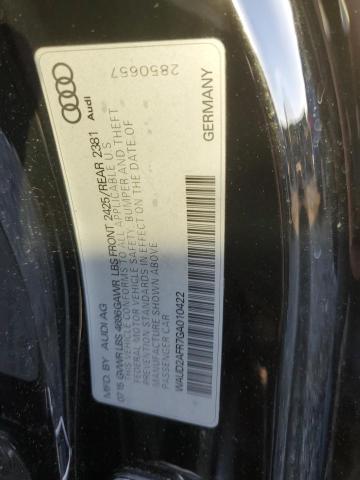 Audi
2850657
MFD. BY AUDI AG
07/15 GVWR LBS 4696 GAWR LBS FRONT 2425/REAR 2381
THIS VEHICLE CONFORMS TO ALL APPLICABLE U S
FEDERAL MOTOR VEHICLE SAFETY, BUMPER AND THEFT
PREVENTION STANDARDS IN EFFECT ON THE DATE OF
MANUFACTURE SHOWN ABOVE
PASSENGER CAR
WAUD2AFR7GA010422
GERMANY